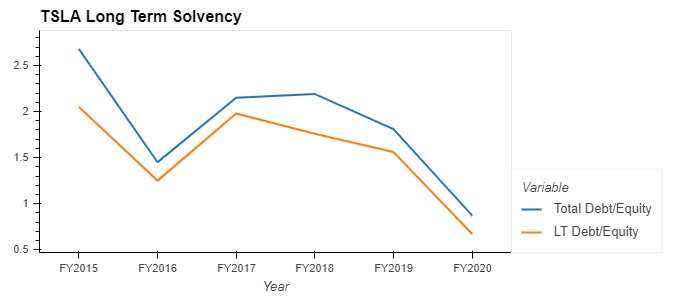 TSLA Long Term Solvency
2.5
2
1.5
1
0.5
FY2015 FY2016 FY2017 FY2018 FY2019 FY2020
Year
Variable
Total Debt/Equity
LT Debt/Equity